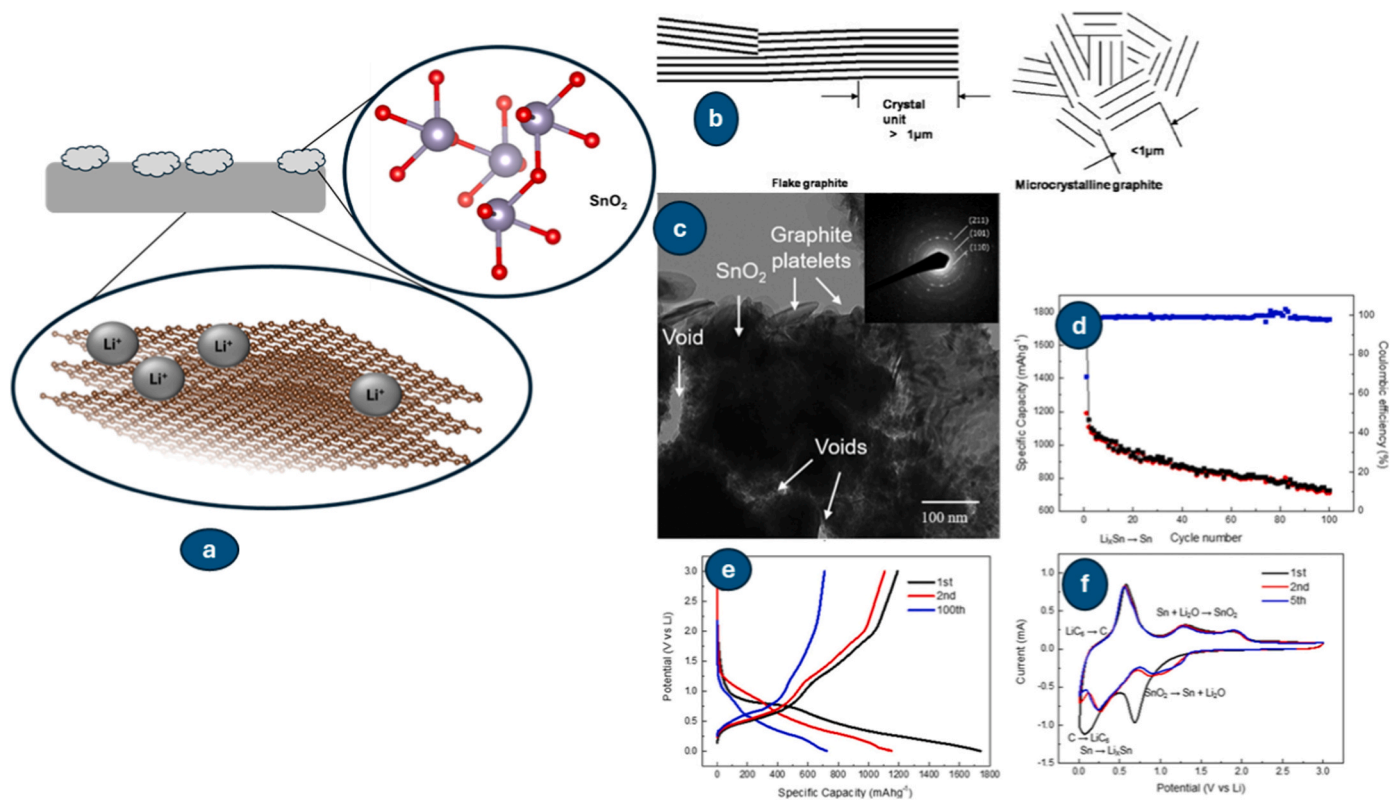 SnO2
Li+
Li+
Li+
Li+
a
b
Crystal
unit
> 1μm
<1μm
Flake graphite
Microcrystalline graphite
c
Graphite
platelets
SnO2
Void
Voids
100 nm
(211)
(101)
(110)
d
1800
1600
1400
1200
1000
800
600
Specific Capacity (mAhg-1)
0
20
40
60
80
100
100
80
60
40
20
0
Coulombic efficiency
(%)
LixSn → Sn
Cycle number
e
1st
2nd
100th
3.0
2.5
2.0
1.5
1.0
0.5
0.0
Potential (V vs Li)
0 200 400 600 800 1000 1200 1400 1600 1800
Specific Capacity (mAhg-1)
f
1st
2nd
5th
1.0
0.5
0.0
-0.5
-1.0
-1.5
Current (mA)
LiC6 → C
Sn + Li2O → SnO2
SnO2 → Sn + Li2O
C → LiC6
Sn → LixSn
0.0 0.5 1.0 1.5 2.0 2.5 3.0
Potential (V vs Li)